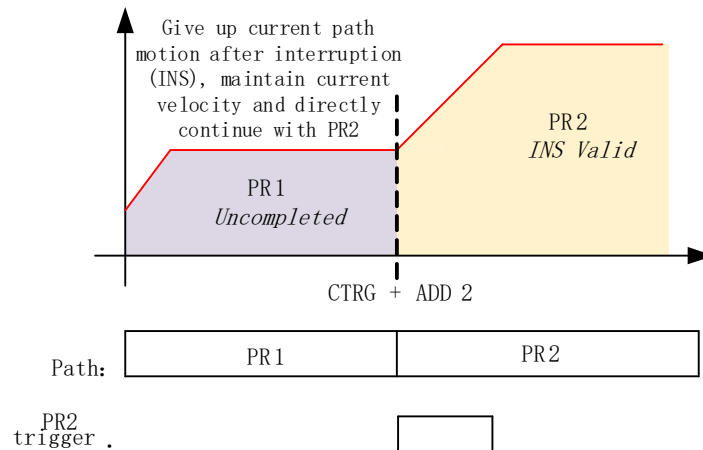 Give up current path
motion after interruption
(INS), maintain current
velocity and directly
continue with PR2
PR2
INS Valid
PR1
Uncompleted
CTRG + ADD 2
Path:
PR1
PR2
PR2
trigger .